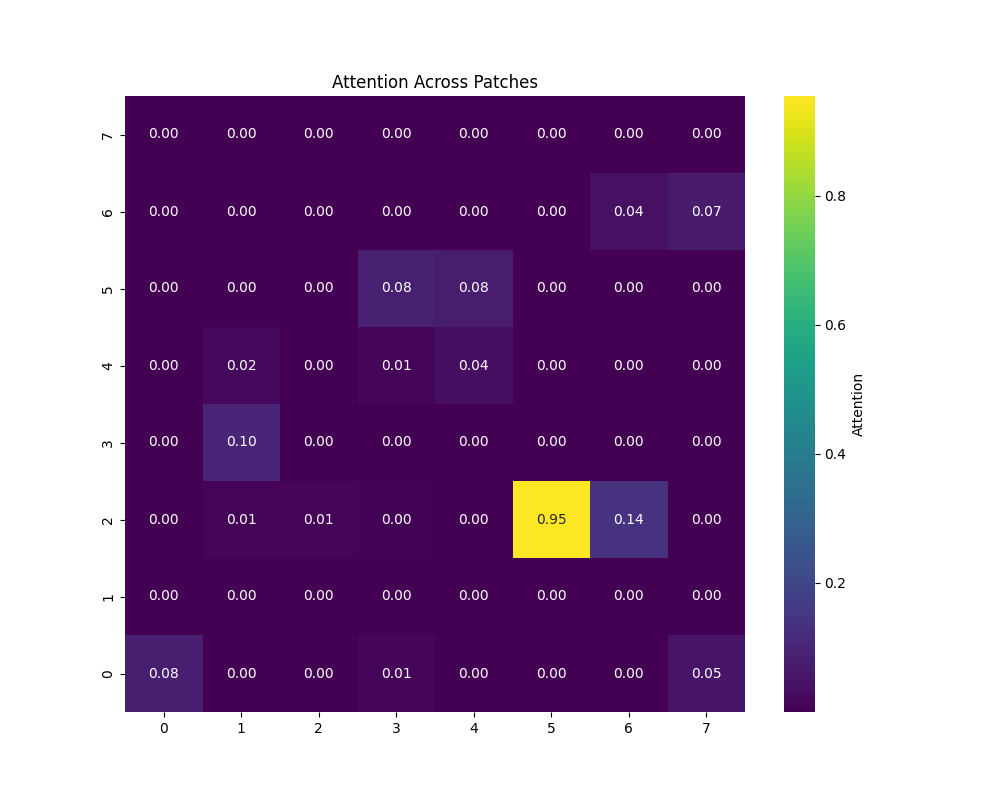 Attention Across Patches
7 0.00 0.00 0.00 0.00 0.00 0.00 0.00 0.00
6 0.00 0.00 0.00 0.00 0.00 0.00 0.04 0.07
5 0.00 0.00 0.00 0.08 0.08 0.00 0.00 0.00
4 0.00 0.02 0.00 0.01 0.04 0.00 0.00 0.00
3 0.00 0.10 0.00 0.00 0.00 0.00 0.00 0.00
2 0.00 0.01 0.01 0.00 0.00 0.95 0.14 0.00
1 0.00 0.00 0.00 0.00 0.00 0.00 0.00 0.00
0 0.08 0.00 0.00 0.01 0.00 0.00 0.00 0.05
0 1 2 3 4 5 6 7
0.8
0.6
0.4
0.2
Attention